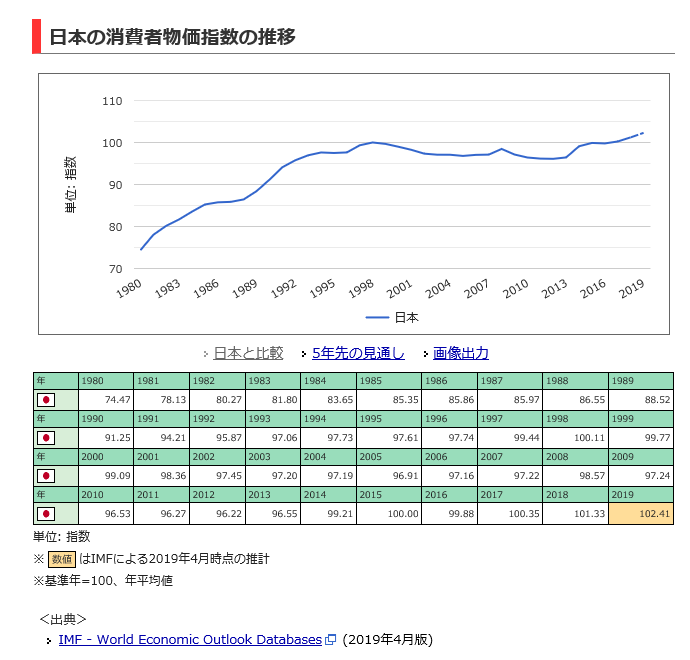 日本の消費者物価指数の推移
110
100
90
80
70
単位: 指数
1980 1983 1986 1989 1992 1995 1998 2001 2004 2007 2010 2013 2016 2019
日本
日本と比較 5年先の見通し 画像出力
年 1980 1981 1982 1983 1984 1985 1986 1987 1988 1989
74.47 78.13 80.27 81.80 83.65 85.35 85.86 85.97 86.55 88.52
年 1990 1991 1992 1993 1994 1995 1996 1997 1998 1999
91.25 94.21 95.87 97.06 97.73 97.61 97.74 99.44 100.11 99.77
年 2000 2001 2002 2003 2004 2005 2006 2007 2008 2009
99.09 98.36 97.45 97.20 97.19 96.91 97.16 97.22 98.57 97.24
年 2010 2011 2012 2013 2014 2015 2016 2017 2018 2019
96.53 96.27 96.22 96.55 99.21 100.00 99.88 100.35 101.33 102.41
単位: 指数
※ 数値 はIMFによる2019年4月時点の推計
※基準年=100、年平均値
＜出典＞
IMF - World Economic Outlook Databases (2019年4月版)